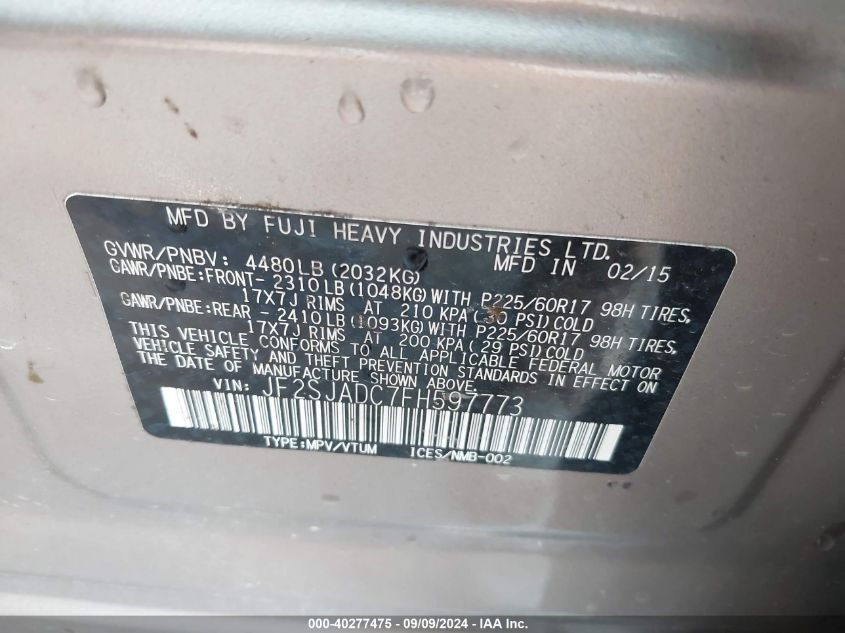 MFD BY FUJI HEAVY INDUSTRIES LTD.
GVWR/PNBV: 4480LB(2032KG) MFD IN 02/15
GAWR/PNBE:FRONT- 2310LB(1048KG)WITH P225/60R17 98H TIRES,
17X7J RIMS AT 210 KPA(30 PSI)COLD
GAWR/PNBE:REAR - 2410LB(1093KG)WITH P225/60R17 98H TIRES,
17X7J RIMS AT 200 KPA(29 PSI)COLD
THIS VEHICLE CONFORMS TO ALL APPLICABLE FEDERAL MOTOR
VEHICLE SAFETY AND THEFT PREVENTION STANDARDS IN EFFECT ON
THE DATE OF MANUFACTURE SHOWN ABOVE.
VIN: JF2SJADC7FH597773
TYPE:MPV/VTUM ICES/NMB-002
000-40277475 - 09/09/2024 - IAA, Inc.